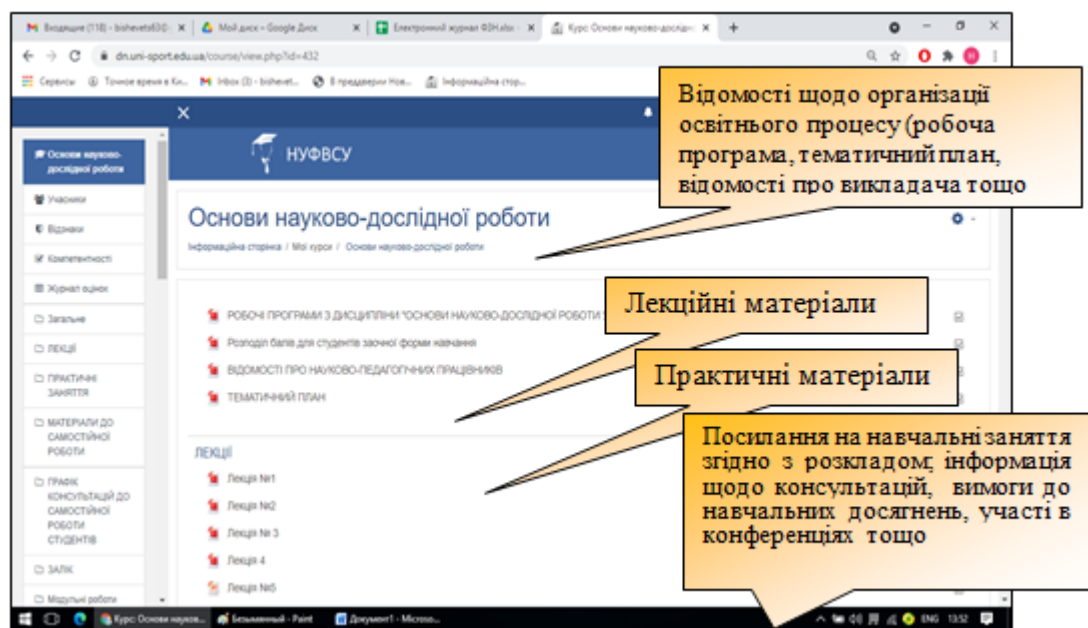 Входящие (118) - bishevets63@
Мой диск – Google Диск
Електронний журнал ФЗН.xlsx -
Курс: Основи науково-дослідн
dn.uni-sport.edu.ua/course/view.php?id=432
Сервисы
Точное время в Ки...
Inbox (2) - bishevet...
В преддверии Нов...
Інформаційна стор...
НУФВСУ
Відомості щодо організації
освітнього процесу (робоча
програма, тематичний план,
відомості про викладача тощо
Основи науково-
дослідної роботи
Учасники
Відзнаки
Компетентності
Журнал оцінок
Загальне
ЛЕКЦІЇ
ПРАКТИЧНІ
ЗАНЯТТЯ
МАТЕРІАЛИ ДО
САМОСТІЙНОЇ
РОБОТИ
ГРАФІК
КОНСУЛЬТАЦІЙ ДО
САМОСТІЙНОЇ
РОБОТИ
СТУДЕНТІВ
ЗАЛІК
Модульні роботи
Основи науково-дослідної роботи
Інформаційна сторінка / Мої курси / Основи науково-дослідної роботи
РОБОЧІ ПРОГРАМИ З ДИСЦИПЛІНИ "ОСНОВИ НАУКОВО-ДОСЛІДНОЇ РОБОТИ
Розподіл балів для студентів заочної форми навчання
ВІДОМОСТІ ПРО НАУКОВО-ПЕДАГОГІЧНИХ ПРАЦІВНИКІВ
ТЕМАТИЧНИЙ ПЛАН
Лекційні матеріали
Практичні матеріали
ЛЕКЦІЇ
Лекція №1
Лекція №2
Лекція № 3
Лекція 4
Лекція №5
Посилання на навчальні заняття
згідно з розкладом; інформація
щодо консультацій, вимоги до
навчальних досягнень, участі в
конференціях тощо
Курс: Основи науков...
Безымянный - Paint
Документ1 - Microso...
ENG
13:52